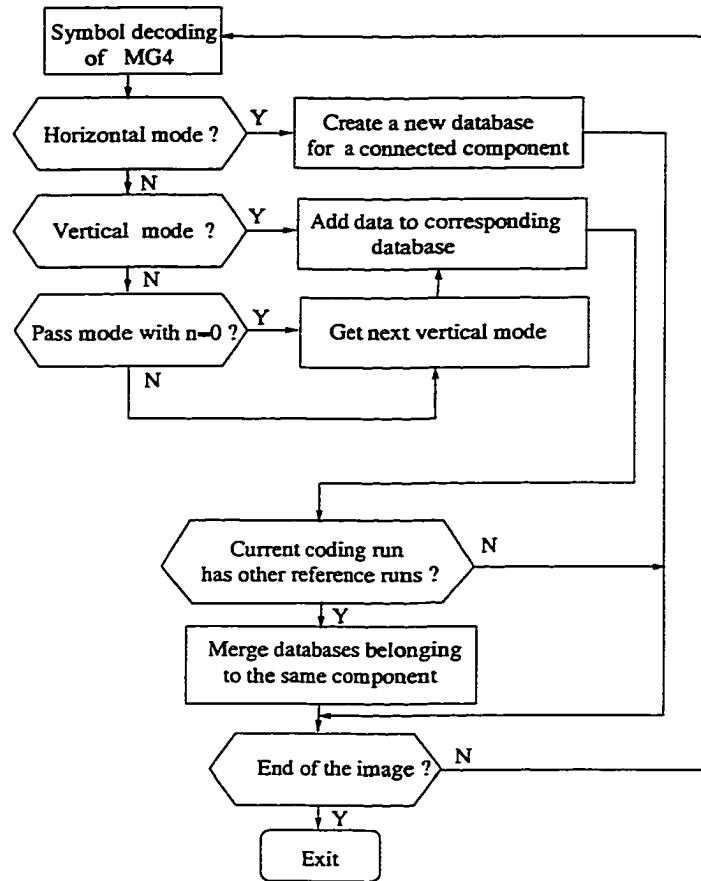 Symbol decoding
of MG4
Horizontal mode ?
Y
Create a new database
for a connected component
N
Vertical mode ?
Y
Add data to corresponding
database
N
Pass mode with n=0 ?
Y
Get next vertical mode
N
Current coding run
has other reference runs ?
N
Y
Merge databases belonging
to the same component
End of the image ?
N
Y
Exit